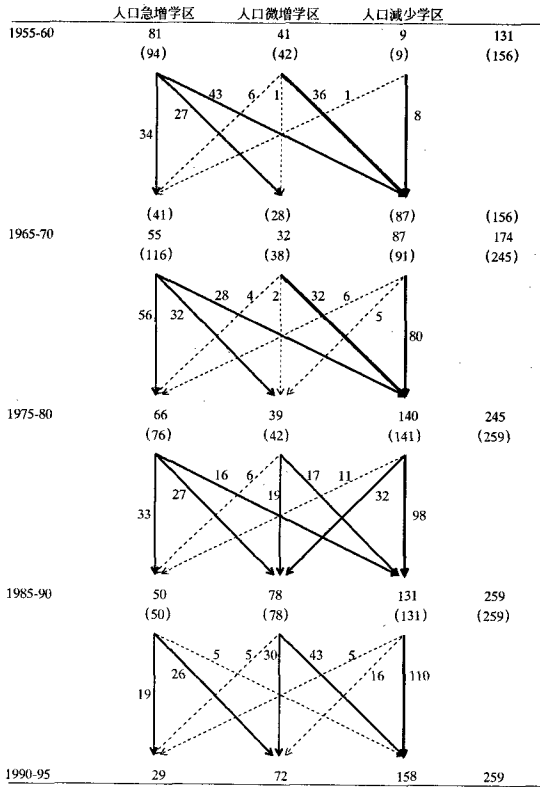 人口急増学区 人口微増学区 人口減少学区
1955-60 81 41 9 131
(94) (42) (9) (156)
43 6 1 36 1
27 8
34
(41) (28) (87) (156)
1965-70 55 32 87 174
(116) (38) (91) (245)
28 4 2 32 6
56 32 5 80
1975-80 66 39 140 245
(76) (42) (141) (259)
16 6 17 11
27 19 32
33 98
1985-90 50 78 131 259
(50) (78) (131) (259)
5 5 30 43 5
19 26 16 110
1990-95 29 72 158 259